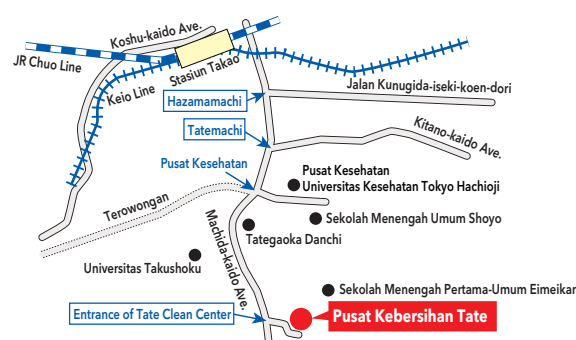 Koshu-kaido Ave.
JR Chuo Line
Stasiun Takao
Keio Line
Jalan Kunugida-iseki-koen-dori
Hazamamachi
Tatemachi
Kitano-kaido Ave.
Pusat Kesehatan
Pusat Kesehatan
Universitas Kesehatan Tokyo Hachioji
Terowongan
Sekolah Menengah Umum Shoyo
Machida-kaido Ave.
Tategaoka Danchi
Universitas Takushoku
Sekolah Menengah Pertama-Umum Eimeikan
Entrance of Tate Clean Center
Pusat Kebersihan Tate